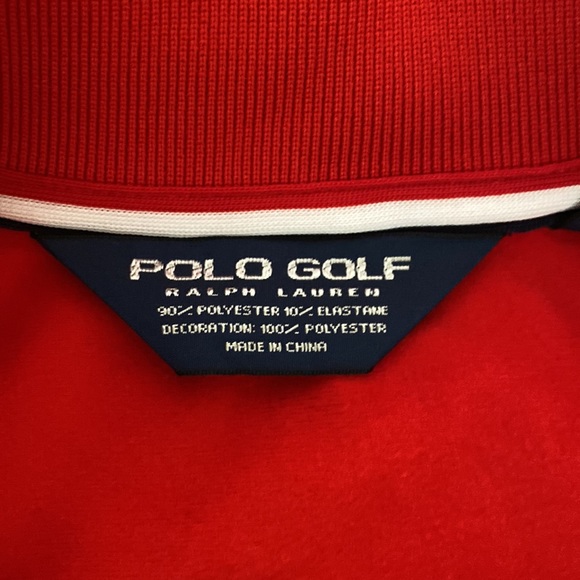 POLO GOLF
RALPH LAUREN
90% POLYESTER 10% ELASTANE
DECORATION: 100% POLYESTER
MADE IN CHINA